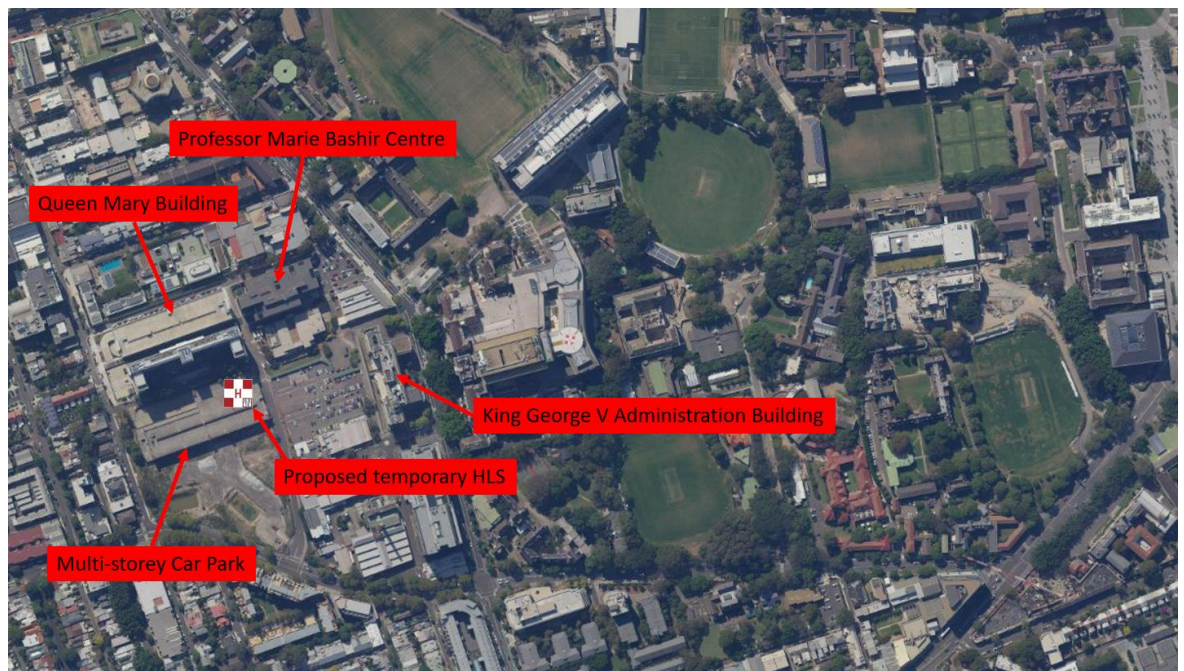 Professor Marie Bashir Centre
Queen Mary Building
H
King George V Administration Building
Proposed temporary HLS
Multi-storey Car Park